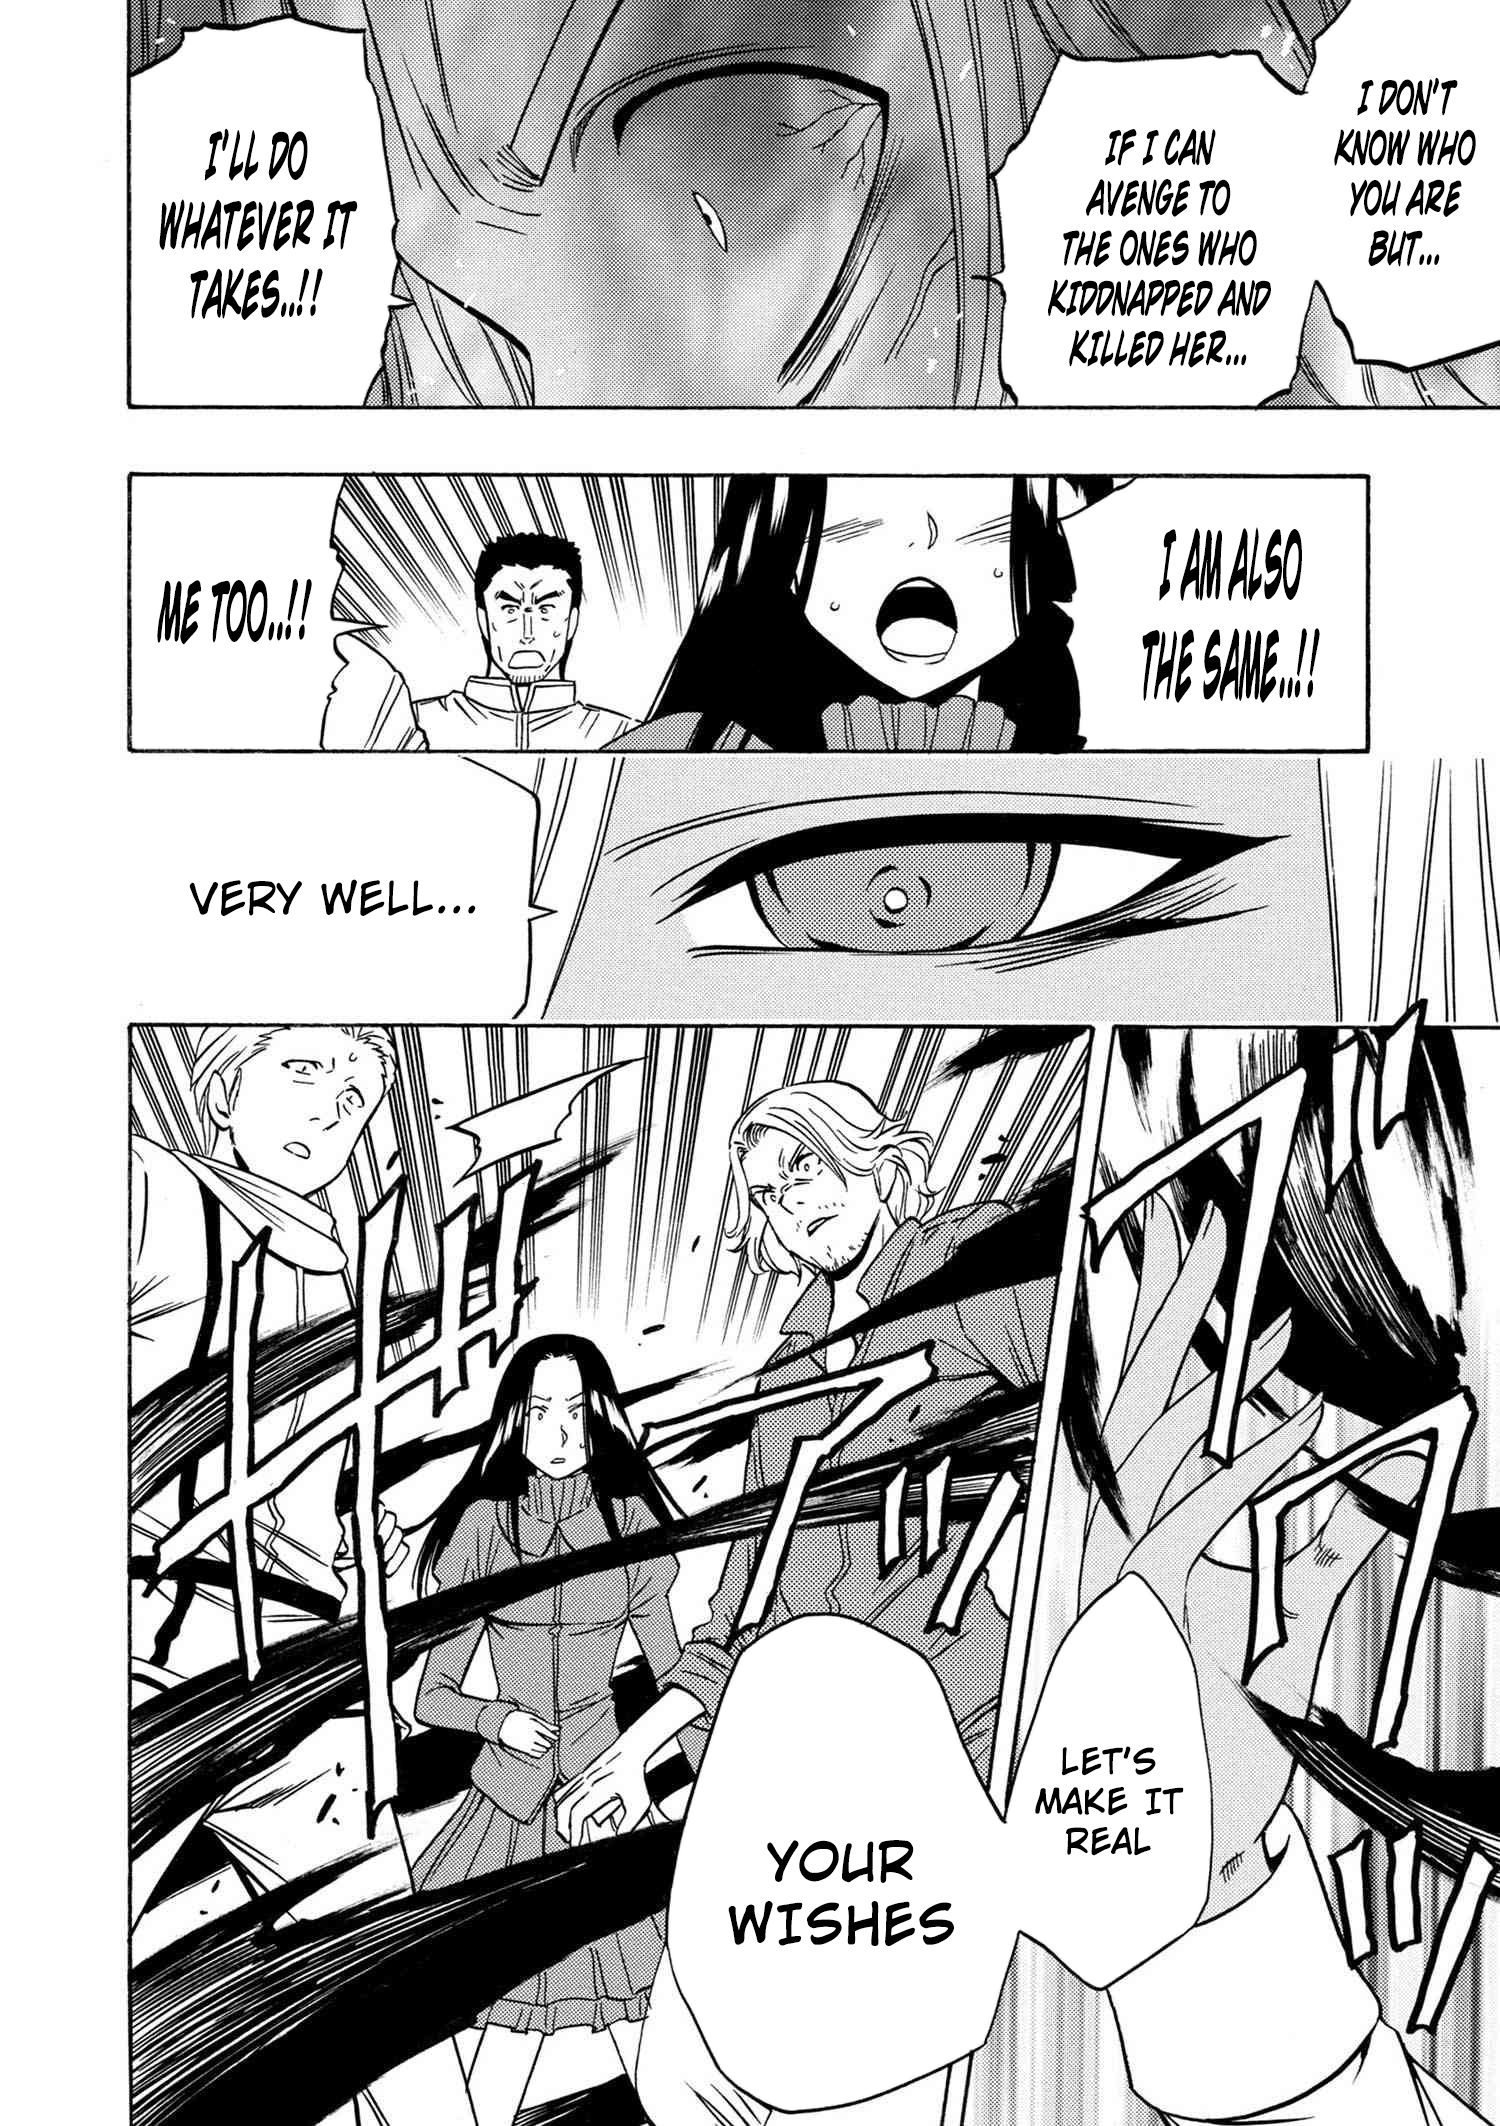 I DON'T
KNOW WHO
YOU ARE
BUT...
IF I CAN
AVENGE TO
THE ONES WHO
KIDDNAPPED AND
KILLED HER...
I'LL DO
WHATEVER IT
TAKES..!!
I AM ALSO
THE SAME...!!
ME TOO..!!
VERY WELL...
LET'S
MAKE IT
REAL
YOUR
WISHES